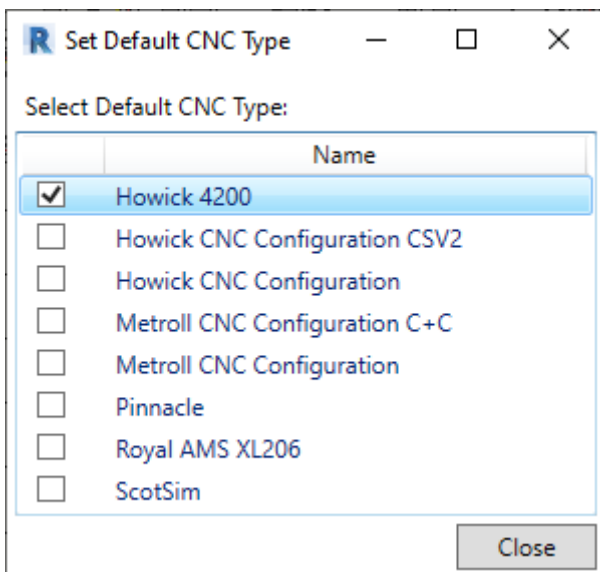 Set Default CNC Type
Select Default CNC Type:
Name
Howick 4200
Howick CNC Configuration CSV2
Howick CNC Configuration
Metroll CNC Configuration C+C
Metroll CNC Configuration
Pinnacle
Royal AMS XL206
ScotSim
Close